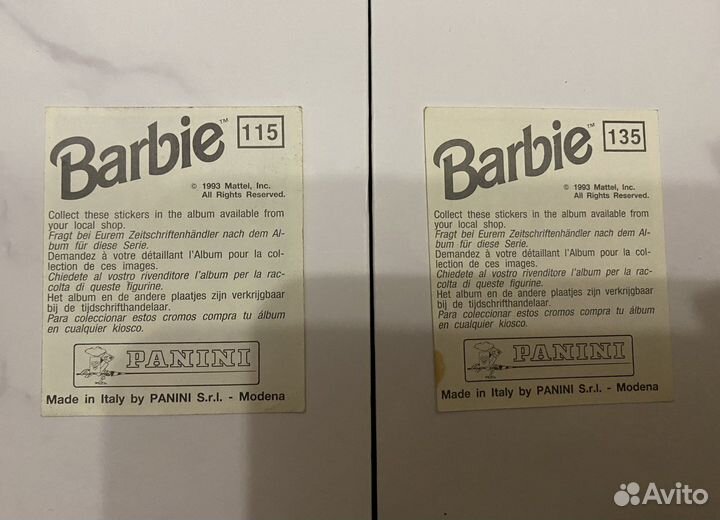 Barbie™ 115
© 1993 Mattel, Inc.
All Rights Reserved.
Collect these stickers in the album available from
your local shop.
Fragt bei Eurem Zeitschriftenhändler nach dem Al-
bum für diese Serie.
Demandez à votre détaillant l'Album pour la col-
lection de ces images.
Chiedete al vostro rivenditore l'album per la rac-
colta di queste figurine.
Het album en de andere plaatjes zijn verkrijgbaar
bij de tijdschrifthandelaar.
Para coleccionar estos cromos compra tu álbum
en cualquier kiosco.
PANINI
Made in Italy by PANINI S.r.l. - Modena
Barbie™ 135
© 1993 Mattel, Inc.
All Rights Reserved.
Collect these stickers in the album available from
your local shop.
Fragt bei Eurem Zeitschriftenhändler nach dem Al-
bum für diese Serie.
Demandez à votre détaillant l'Album pour la col-
lection de ces images.
Chiedete al vostro rivenditore l'album per la rac-
colta di queste figurine.
Het album en de andere plaatjes zijn verkrijgbaar
bij de tijdschrifthandelaar.
Para coleccionar estos cromos compra tu álbum
en cualquier kiosco.
PANINI
Made in Italy by PANINI S.r.l. - Modena
Avito